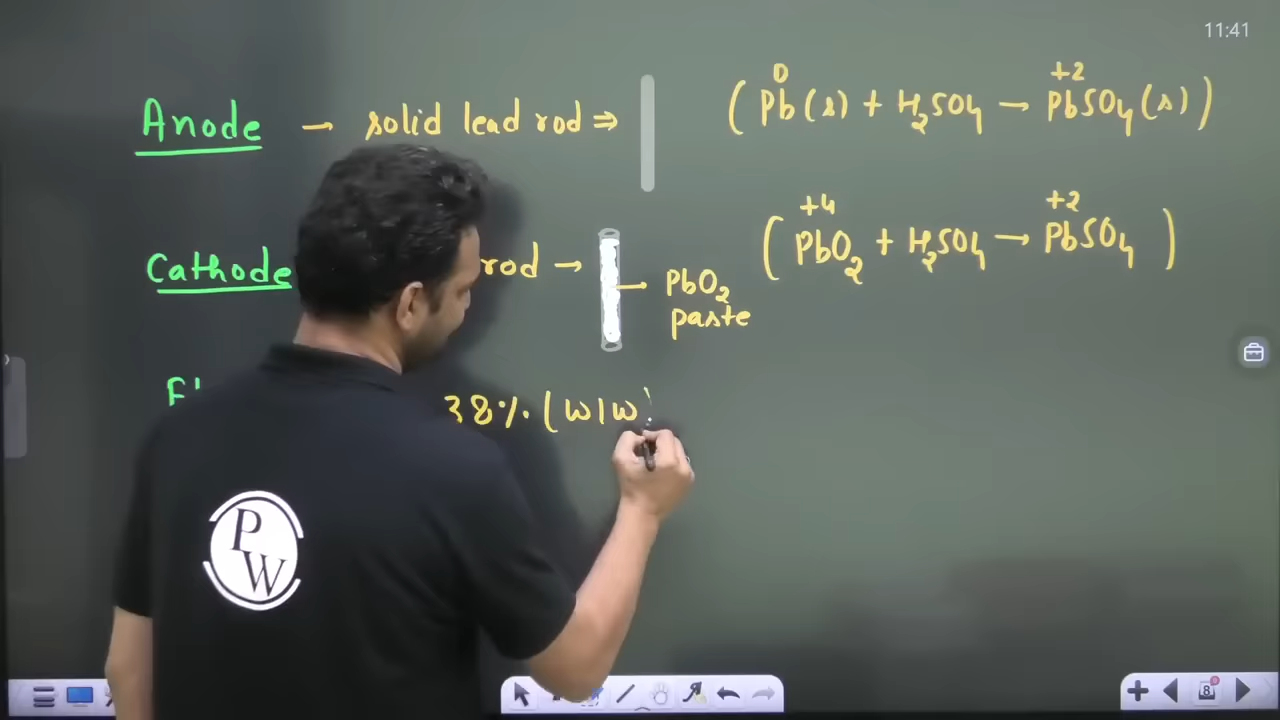 11:41
Anode — solid lead rod ⇒ ( Pb(s) + H₂SO₄ → PbSO₄(s) )
0 +2
Cathode rod → ( PbO₂ + H₂SO₄ → PbSO₄ )
+4 +2
PbO₂
paste
38% (w/w)
P
W
8